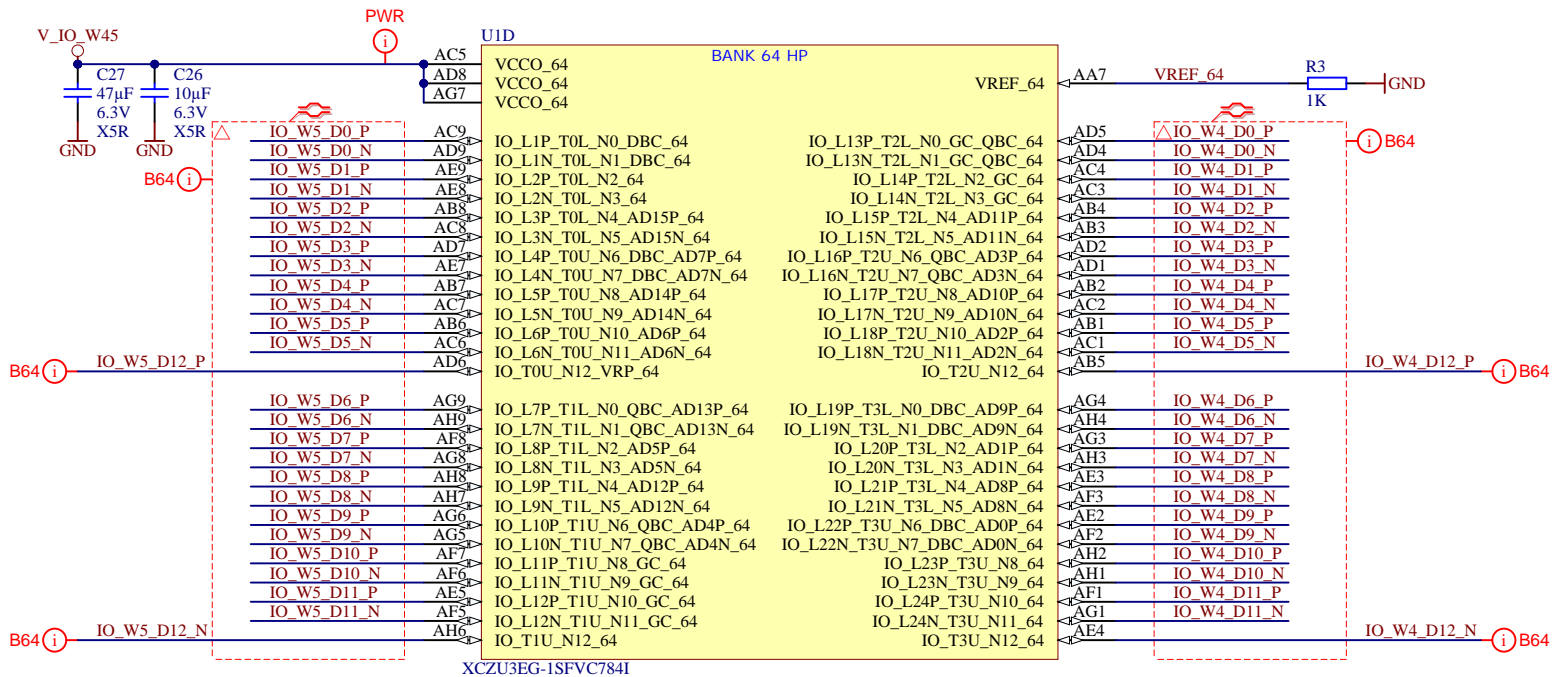 PWR
V_IO_W45
U1D
BANK 64 HP
AC5 VCCO_64
AD8 VCCO_64
AG7 VCCO_64
VREF_64 AA7 VREF_64
R3
1K
GND
C27
47µF
6.3V
X5R
GND
C26
10µF
6.3V
X5R
GND
B64
B64
IO_W5_D0_P AC9 IO_L1P_T0L_N0_DBC_64
IO_W5_D0_N AD9 IO_L1N_T0L_N1_DBC_64
IO_W5_D1_P AE9 IO_L2P_T0L_N2_64
IO_W5_D1_N AE8 IO_L2N_T0L_N3_64
IO_W5_D2_P AB8 IO_L3P_T0L_N4_AD15P_64
IO_W5_D2_N AC8 IO_L3N_T0L_N5_AD15N_64
IO_W5_D3_P AD7 IO_L4P_T0U_N6_DBC_AD7P_64
IO_W5_D3_N AE7 IO_L4N_T0U_N7_DBC_AD7N_64
IO_W5_D4_P AB7 IO_L5P_T0U_N8_AD14P_64
IO_W5_D4_N AC7 IO_L5N_T0U_N9_AD14N_64
IO_W5_D5_P AB6 IO_L6P_T0U_N10_AD6P_64
IO_W5_D5_N AC6 IO_L6N_T0U_N11_AD6N_64
B64 IO_W5_D12_P AD6 IO_T0U_N12_VRP_64
IO_W5_D6_P AG9 IO_L7P_T1L_N0_QBC_AD13P_64
IO_W5_D6_N AH9 IO_L7N_T1L_N1_QBC_AD13N_64
IO_W5_D7_P AF8 IO_L8P_T1L_N2_AD5P_64
IO_W5_D7_N AG8 IO_L8N_T1L_N3_AD5N_64
IO_W5_D8_P AH8 IO_L9P_T1L_N4_AD12P_64
IO_W5_D8_N AH7 IO_L9N_T1L_N5_AD12N_64
IO_W5_D9_P AG6 IO_L10P_T1U_N6_QBC_AD4P_64
IO_W5_D9_N AG5 IO_L10N_T1U_N7_QBC_AD4N_64
IO_W5_D10_P AF7 IO_L11P_T1U_N8_GC_64
IO_W5_D10_N AF6 IO_L11N_T1U_N9_GC_64
IO_W5_D11_P AE5 IO_L12P_T1U_N10_GC_64
IO_W5_D11_N AF5 IO_L12N_T1U_N11_GC_64
B64 IO_W5_D12_N AH6 IO_T1U_N12_64
IO_L13P_T2L_N0_GC_QBC_64 AD5 IO_W4_D0_P
IO_L13N_T2L_N1_GC_QBC_64 AD4 IO_W4_D0_N
IO_L14P_T2L_N2_GC_64 AC4 IO_W4_D1_P
IO_L14N_T2L_N3_GC_64 AC3 IO_W4_D1_N
IO_L15P_T2L_N4_AD11P_64 AB4 IO_W4_D2_P
IO_L15N_T2L_N5_AD11N_64 AB3 IO_W4_D2_N
IO_L16P_T2U_N6_QBC_AD3P_64 AD2 IO_W4_D3_P
IO_L16N_T2U_N7_QBC_AD3N_64 AD1 IO_W4_D3_N
IO_L17P_T2U_N8_AD10P_64 AB2 IO_W4_D4_P
IO_L17N_T2U_N9_AD10N_64 AC2 IO_W4_D4_N
IO_L18P_T2U_N10_AD2P_64 AB1 IO_W4_D5_P
IO_L18N_T2U_N11_AD2N_64 AC1 IO_W4_D5_N
IO_T2U_N12_64 AB5 IO_W4_D12_P B64
IO_L19P_T3L_N0_DBC_AD9P_64 AG4 IO_W4_D6_P
IO_L19N_T3L_N1_DBC_AD9N_64 AH4 IO_W4_D6_N
IO_L20P_T3L_N2_AD1P_64 AG3 IO_W4_D7_P
IO_L20N_T3L_N3_AD1N_64 AH3 IO_W4_D7_N
IO_L21P_T3L_N4_AD8P_64 AE3 IO_W4_D8_P
IO_L21N_T3L_N5_AD8N_64 AF3 IO_W4_D8_N
IO_L22P_T3U_N6_DBC_AD0P_64 AE2 IO_W4_D9_P
IO_L22N_T3U_N7_DBC_AD0N_64 AF2 IO_W4_D9_N
IO_L23P_T3U_N8_64 AH2 IO_W4_D10_P
IO_L23N_T3U_N9_64 AH1 IO_W4_D10_N
IO_L24P_T3U_N10_64 AF1 IO_W4_D11_P
IO_L24N_T3U_N11_64 AG1 IO_W4_D11_N
IO_T3U_N12_64 AE4 IO_W4_D12_N B64
XCZU3EG-1SFVC784I